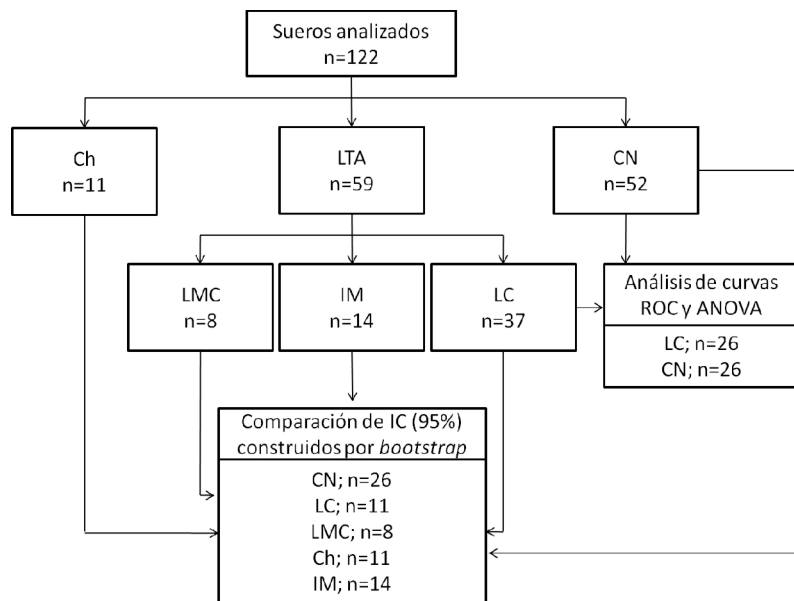 Sueros analizados
n=122
Ch
n=11
LTA
n=59
CN
n=52
LMC
n=8
IM
n=14
LC
n=37
Análisis de curvas
ROC y ANOVA
LC; n=26
CN; n=26
Comparación de IC (95%)
construidos por bootstrap
CN; n=26
LC; n=11
LMC; n=8
Ch; n=11
IM; n=14